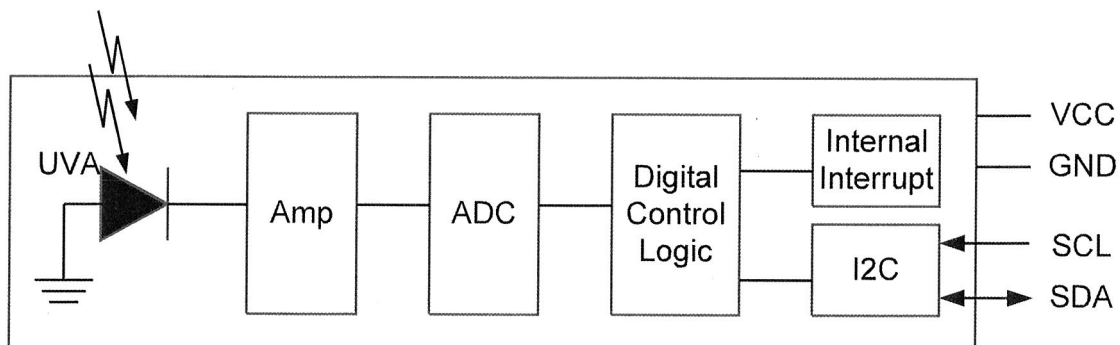 UVA
Amp
ADC
Digital
Control
Logic
Internal
Interrupt
I2C
VCC
GND
SCL
SDA